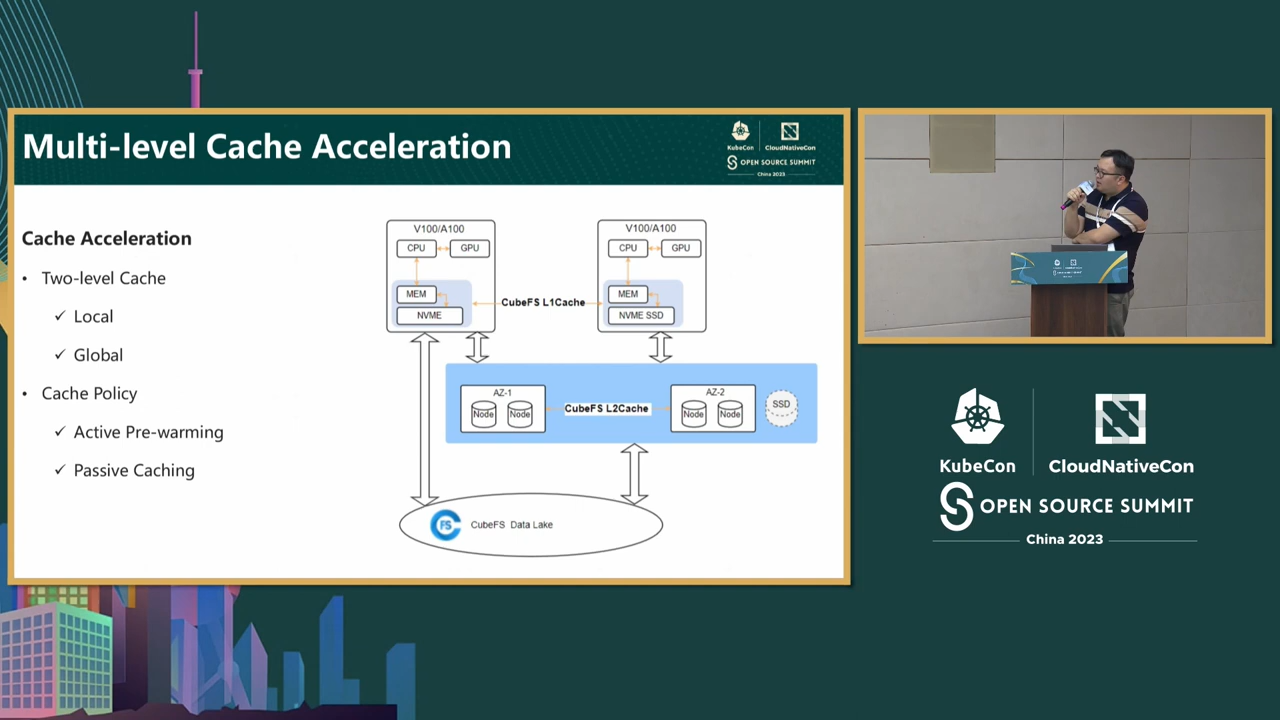 Multi-level Cache Acceleration
KubeCon
CloudNativeCon
OPEN SOURCE SUMMIT
China 2023
Cache Acceleration
• Two-level Cache
✓ Local
✓ Global
• Cache Policy
✓ Active Pre-warming
✓ Passive Caching
V100/A100
CPU
GPU
MEM
NVME
V100/A100
CPU
GPU
MEM
NVME SSD
CubeFS L1Cache
AZ-1
Node
Node
CubeFS L2Cache
AZ-2
Node
Node
SSD
FS
CubeFS Data Lake
KubeCon
CloudNativeCon
OPEN SOURCE SUMMIT
China 2023